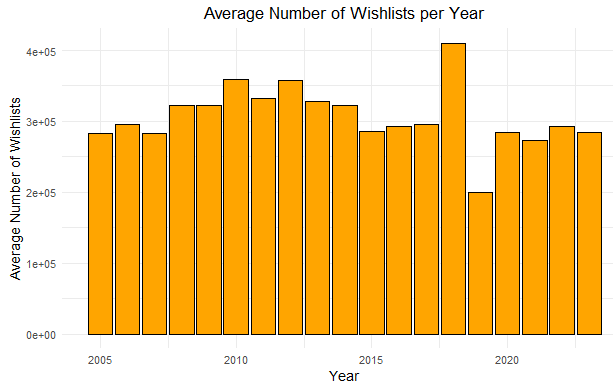 Average Number of Wishlists per Year
Average Number of Wishlists
4e+05
3e+05
2e+05
1e+05
0e+00
2005 2010 2015 2020
Year